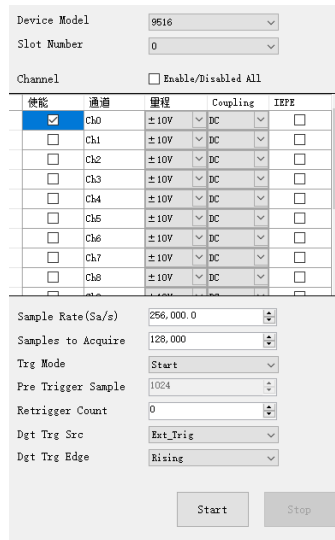 Device Model 9516
Slot Number 0
Channel Enable/Disabled All
使能 通道 里程 Coupling IEPE
Ch0 ±10V DC
Ch1 ±10V DC
Ch2 ±10V DC
Ch3 ±10V DC
Ch4 ±10V DC
Ch5 ±10V DC
Ch6 ±10V DC
Ch7 ±10V DC
Ch8 ±10V DC
Sample Rate(Sa/s) 256,000.0
Samples to Acquire 128,000
Trg Mode Start
Pre Trigger Sample 1024
Retrigger Count 0
Dgt Trg Src Ext_Trig
Dgt Trg Edge Rising
Start Stop